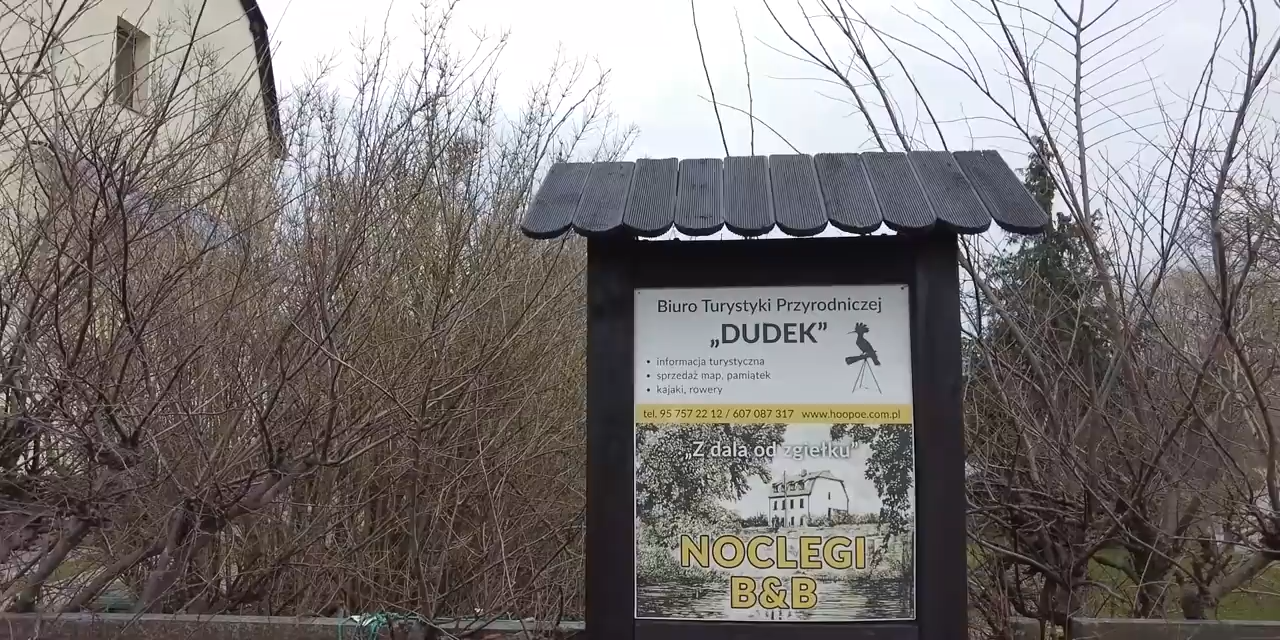 Biuro Turystyki Przyrodniczej
„DUDEK”
• informacja turystyczna
• sprzedaż map, pamiątek
• kajaki, rowery
tel. 95 757 22 12 / 607 087 317 www.hoopoe.com.pl
„Z dala od zgiełku”
NOCLEGI
B&B